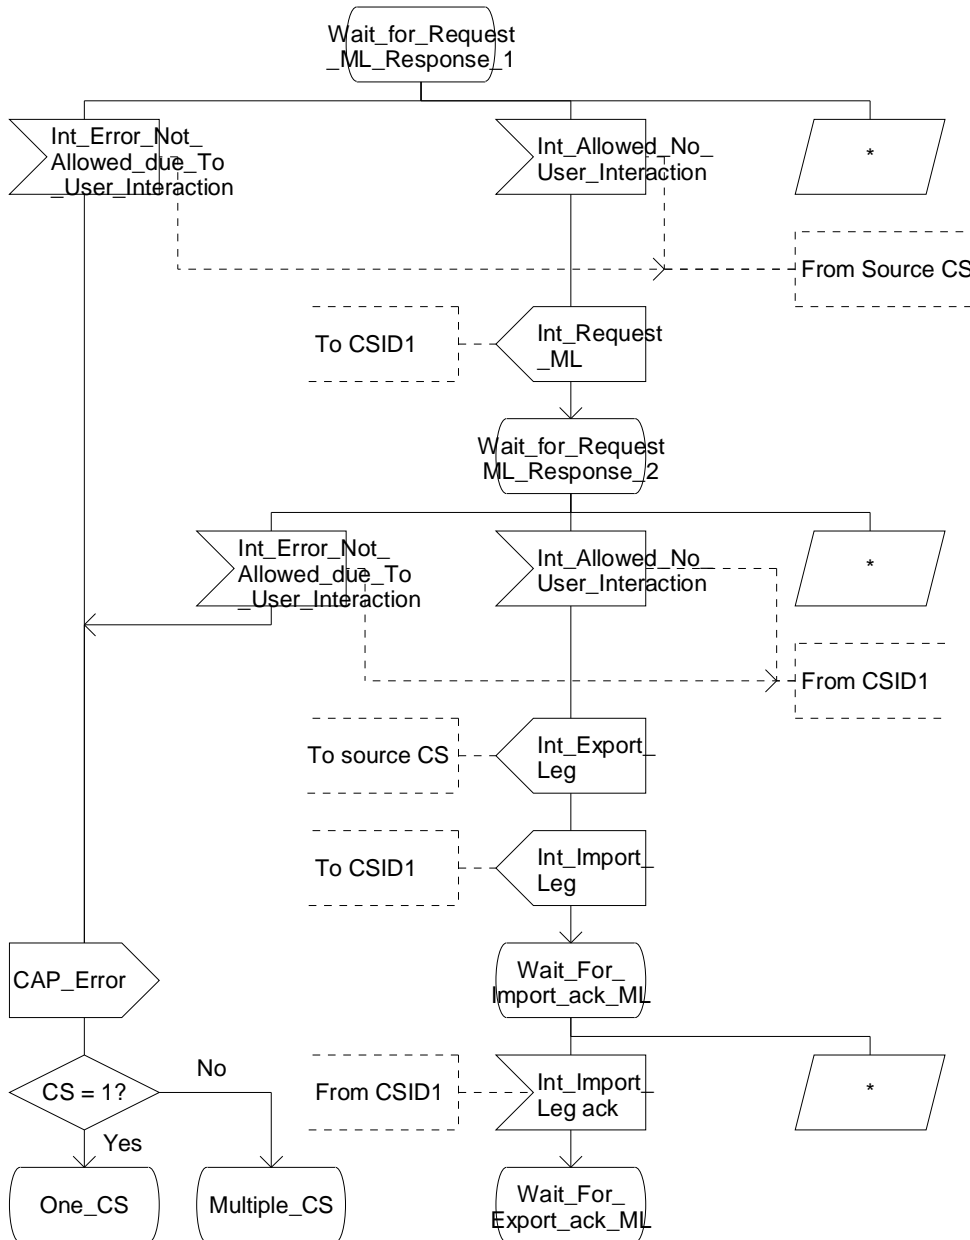 Wait_for_Request
_ML_Response_1
Int_Error_Not_
Allowed_due_To
_User_Interaction
Int_Allowed_No_
User_Interaction
*
From Source CS
To CSID1
Int_Request
_ML
Wait_for_Request
ML_Response_2
Int_Error_Not_
Allowed_due_To
_User_Interaction
Int_Allowed_No_
User_Interaction
*
From CSID1
To source CS
Int_Export_
Leg
To CSID1
Int_Import_
Leg
CAP_Error
Wait_For_
Import_ack_ML
CS = 1?
No
Yes
From CSID1
Int_Import_
Leg ack
*
One_CS
Multiple_CS
Wait_For_
Export_ack_ML